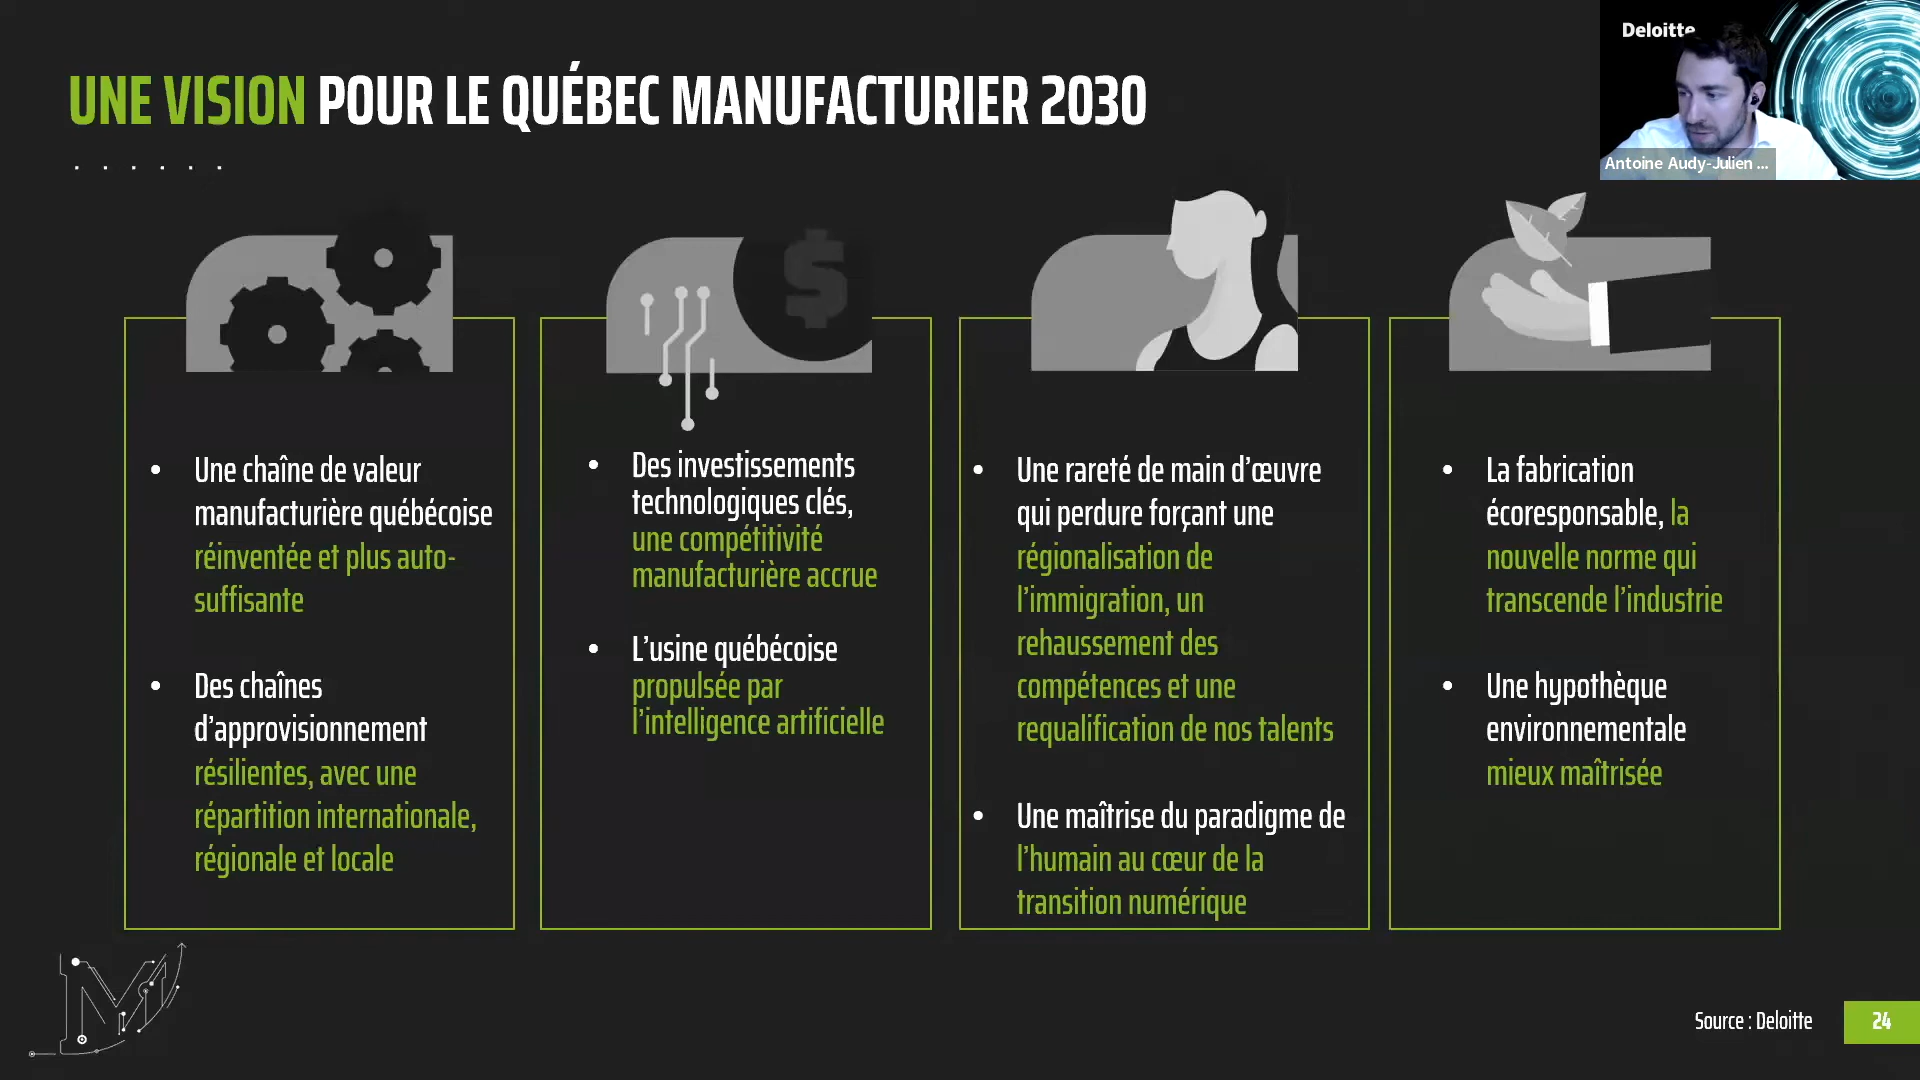 UNE VISION POUR LE QUÉBEC MANUFACTURIER 2030
Deloitte
Antoine Audy-Julien ...
$
• Une chaîne de valeur
manufacturière québécoise
réinventée et plus auto-
suffisante
• Des chaînes
d’approvisionnement
résilientes, avec une
répartition internationale,
régionale et locale
• Des investissements
technologiques clés,
une compétitivité
manufacturière accrue
• L’usine québécoise
propulsée par
l’intelligence artificielle
• Une rareté de main d’œuvre
qui perdure forçant une
régionalisation de
l’immigration, un
rehaussement des
compétences et une
requalification de nos talents
• Une maîtrise du paradigme de
l’humain au cœur de la
transition numérique
• La fabrication
écoresponsable, la
nouvelle norme qui
transcende l’industrie
• Une hypothèque
environnementale
mieux maîtrisée
M
Source : Deloitte
24